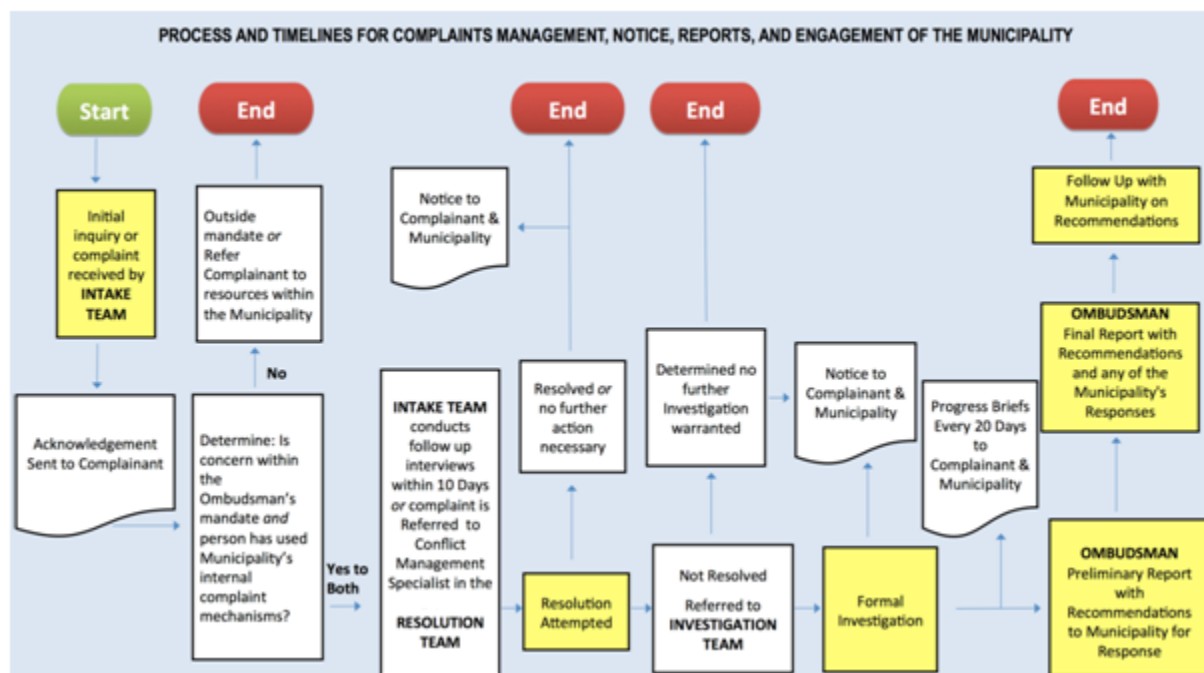 PROCESS AND TIMELINES FOR COMPLAINTS MANAGEMENT, NOTICE, REPORTS, AND ENGAGEMENT OF THE MUNICIPALITY
Start
Initial
inquiry or
complaint
received by
INTAKE
TEAM
Acknowledgement
Sent to Complainant
End
Outside
mandate or
Refer
Complainant to
resources within
the Municipality
No
Determine: Is
concern within
the
Ombudsman's
mandate and
person has used
Municipality's
internal
complaint
mechanisms?
Yes to
Both
Notice to
Complainant &
Municipality
INTAKE TEAM
conducts
follow up
interviews
within 10 Days
or complaint is
Referred to
Conflict
Management
Specialist in the
RESOLUTION
TEAM
End
Resolved or
no further
action
necessary
Resolution
Attempted
End
Determined no
further
Investigation
warranted
Not Resolved
Referred to
INVESTIGATION
TEAM
Notice to
Complainant &
Municipality
Formal
Investigation
Progress Briefs
Every 20 Days
to
Complainant &
Municipality
End
Follow Up with
Municipality on
Recommendations
OMBUDSMAN
Final Report with
Recommendations
and any of the
Municipality's
Responses
OMBUDSMAN
Preliminary Report
with
Recommendations
to Municipality for
Response